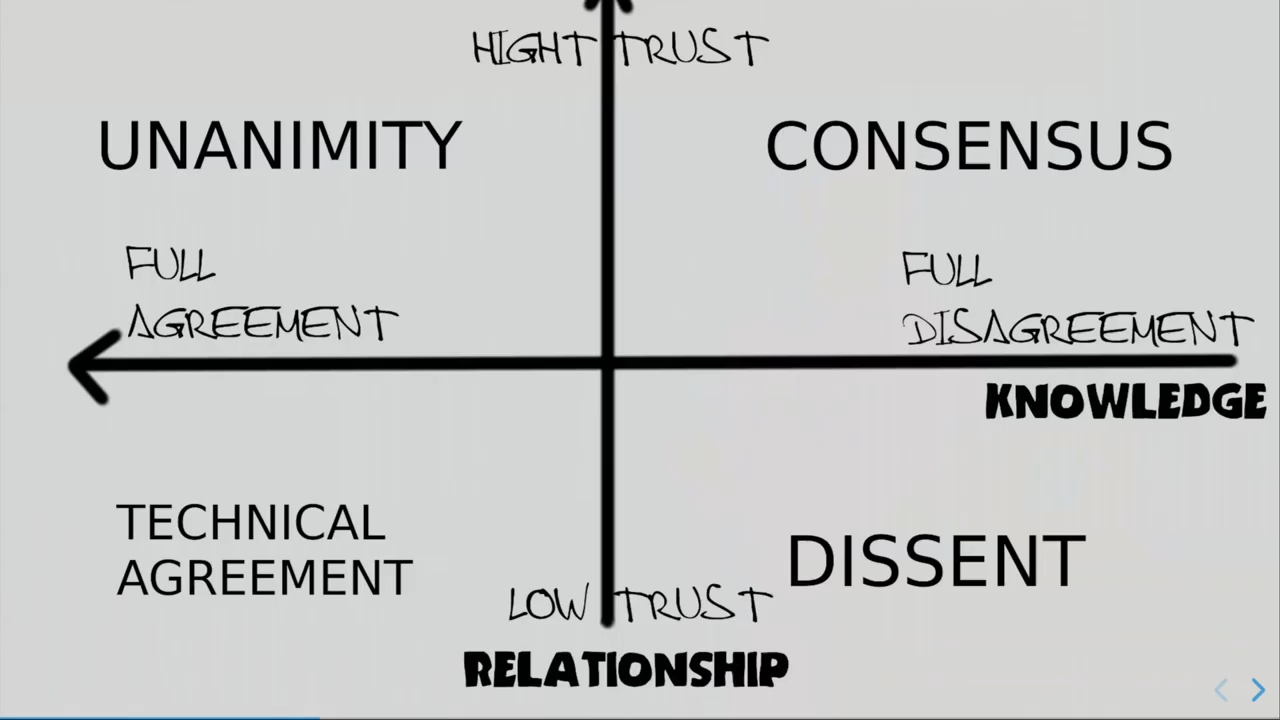 HIGHT TRUST
UNANIMITY
CONSENSUS
FULL
AGREEMENT
FULL
DISAGREEMENT
KNOWLEDGE
TECHNICAL
AGREEMENT
DISSENT
LOW TRUST
RELATIONSHIP